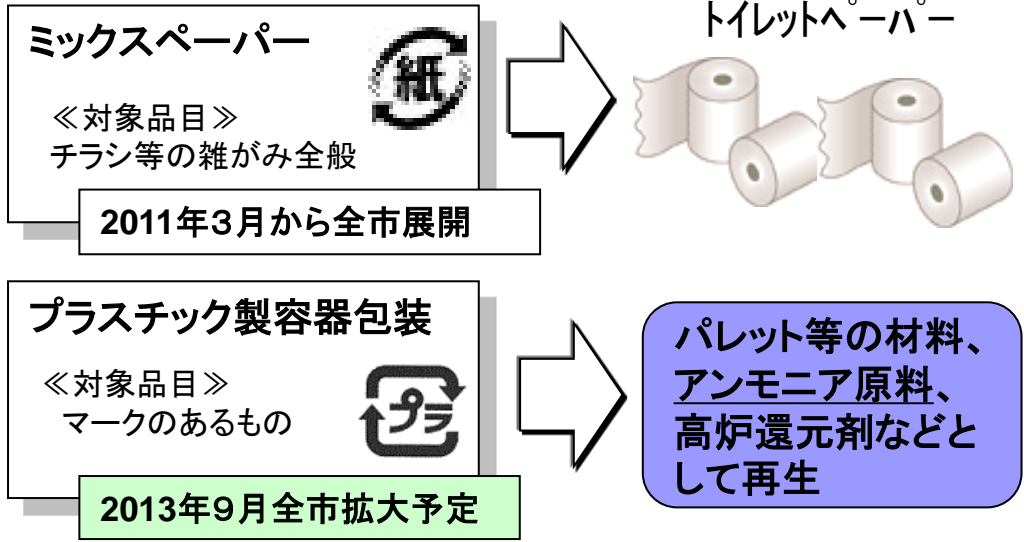 ミックスペーパー
紙
≪対象品目≫
チラシ等の雑がみ全般
2011年３月から全市展開
トイレットペーパー
プラスチック製容器包装
≪対象品目≫
マークのあるもの
プラ
2013年９月全市拡大予定
パレット等の材料、
アンモニア原料、
高炉還元剤などと
して再生